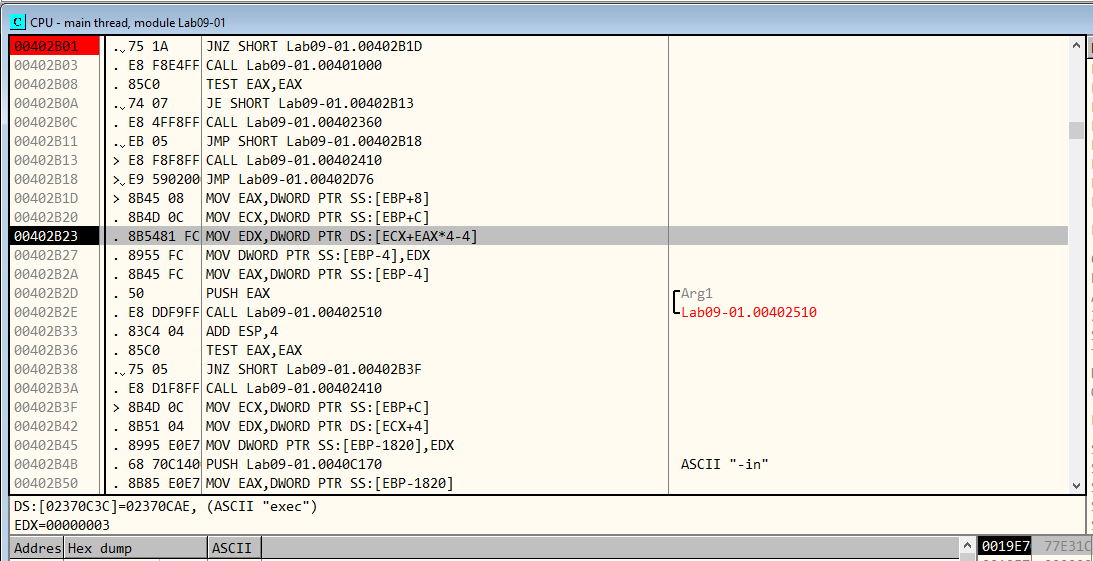 C CPU - main thread, module Lab09-01
00402B01 . 75 1A JNZ SHORT Lab09-01.00402B1D
00402B03 . E8 F8E4FF CALL Lab09-01.00401000
00402B08 . 85C0 TEST EAX,EAX
00402B0A . 74 07 JE SHORT Lab09-01.00402B13
00402B0C . E8 4FF8FF CALL Lab09-01.00402360
00402B11 . EB 05 JMP SHORT Lab09-01.00402B18
00402B13 > E8 F8F8FF CALL Lab09-01.00402410
00402B18 > E9 590200 JMP Lab09-01.00402D76
00402B1D > 8B45 08 MOV EAX,DWORD PTR SS:[EBP+8]
00402B20 . 8B4D 0C MOV ECX,DWORD PTR SS:[EBP+C]
00402B23 . 8B5481 FC MOV EDX,DWORD PTR DS:[ECX+EAX*4-4]
00402B27 . 8955 FC MOV DWORD PTR SS:[EBP-4],EDX
00402B2A . 8B45 FC MOV EAX,DWORD PTR SS:[EBP-4]
00402B2D . 50 PUSH EAX Arg1
00402B2E . E8 DDF9FF CALL Lab09-01.00402510 Lab09-01.00402510
00402B33 . 83C4 04 ADD ESP,4
00402B36 . 85C0 TEST EAX,EAX
00402B38 . 75 05 JNZ SHORT Lab09-01.00402B3F
00402B3A . E8 D1F8FF CALL Lab09-01.00402410
00402B3F > 8B4D 0C MOV ECX,DWORD PTR SS:[EBP+C]
00402B42 . 8B51 04 MOV EDX,DWORD PTR DS:[ECX+4]
00402B45 . 8995 E0E7 MOV DWORD PTR SS:[EBP-1820],EDX
00402B4B . 68 70C140 PUSH Lab09-01.0040C170 ASCII "-in"
00402B50 . 8B85 E0E7 MOV EAX,DWORD PTR SS:[EBP-1820]
DS:[02370C3C]=02370CAE, (ASCII "exec")
EDX=00000003
Addres Hex dump ASCII 0019E7 77E31C